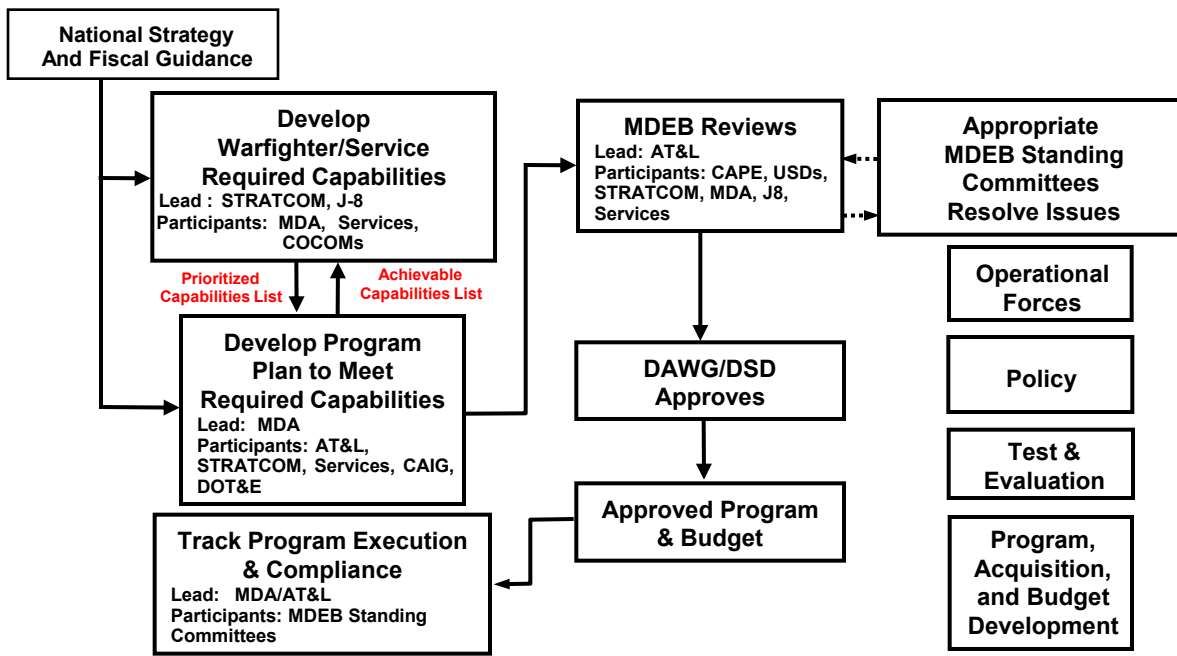 National Strategy
And Fiscal Guidance
Develop
Warfighter/Service
Required Capabilities
Lead : STRATCOM, J-8
Participants: MDA, Services,
COCOMs
Prioritized
Capabilities List
Achievable
Capabilities List
Develop Program
Plan to Meet
Required Capabilities
Lead: MDA
Participants: AT&L,
STRATCOM, Services, CAIG,
DOT&E
Track Program Execution
& Compliance
Lead: MDA/AT&L
Participants: MDEB Standing
Committees
MDEB Reviews
Lead: AT&L
Participants: CAPE, USDs,
STRATCOM, MDA, J8,
Services
DAWG/DSD
Approves
Approved Program
& Budget
Appropriate
MDEB Standing
Committees
Resolve Issues
Operational
Forces
Policy
Test &
Evaluation
Program,
Acquisition,
and Budget
Development